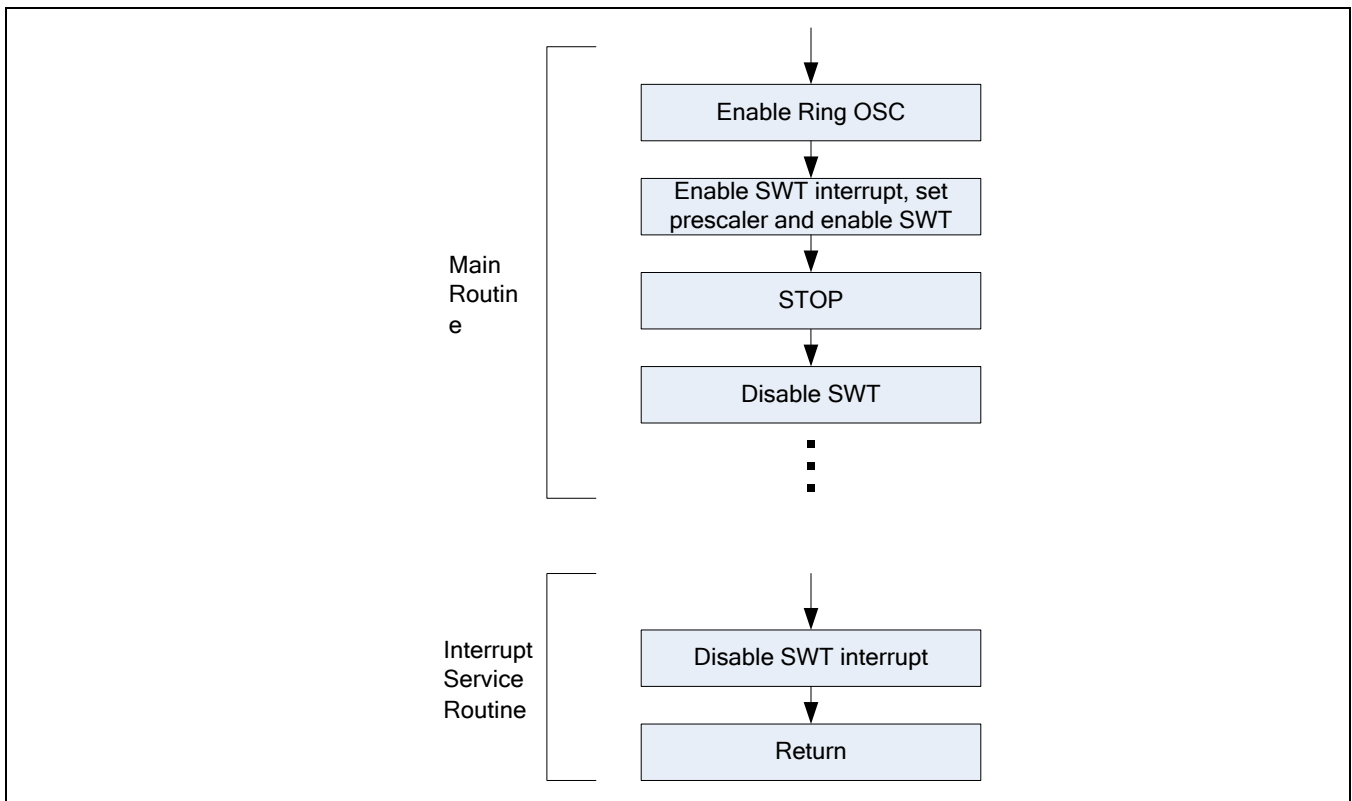 Enable Ring OSC
Enable SWT interrupt, set
prescaler and enable SWT
Main
Routin
e
STOP
Disable SWT
Interrupt
Service
Routine
Disable SWT interrupt
Return